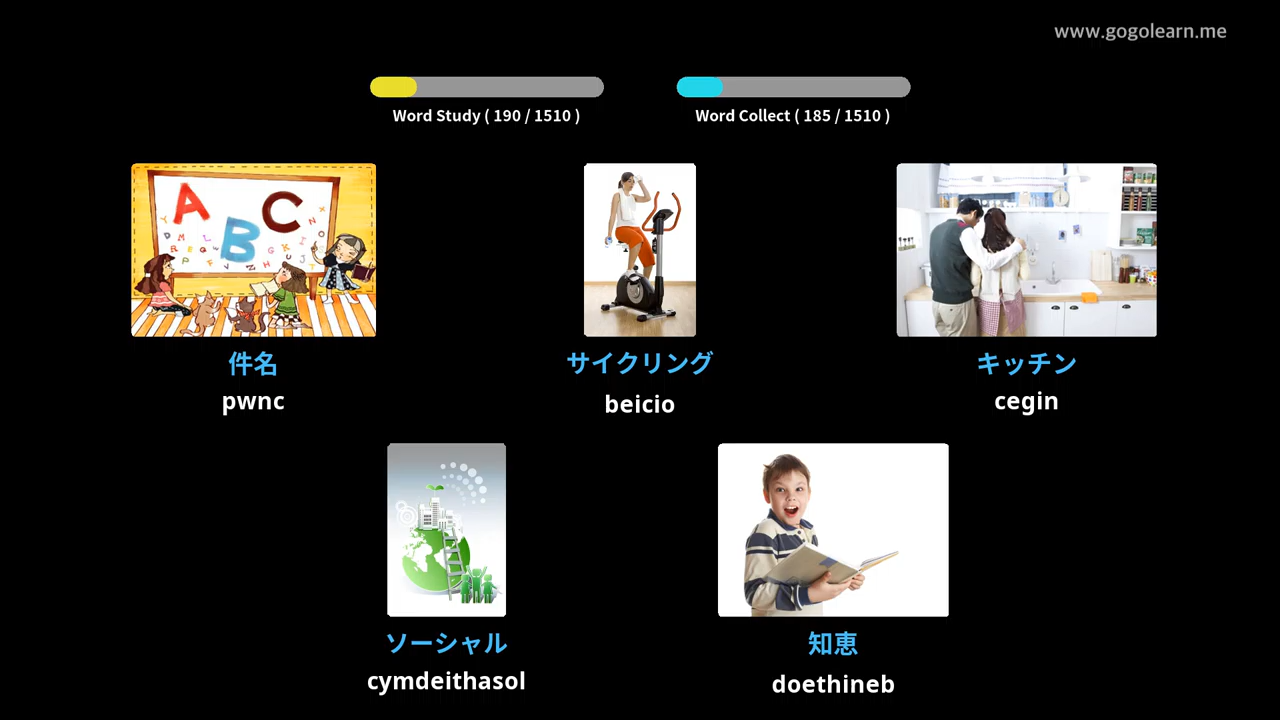 www.gogolearn.me
Word Study ( 190 / 1510 )
Word Collect ( 185 / 1510 )
A B C
件名
pwnc
サイクリング
beicio
キッチン
cegin
ソーシャル
cymdeithasol
知恵
doethineb